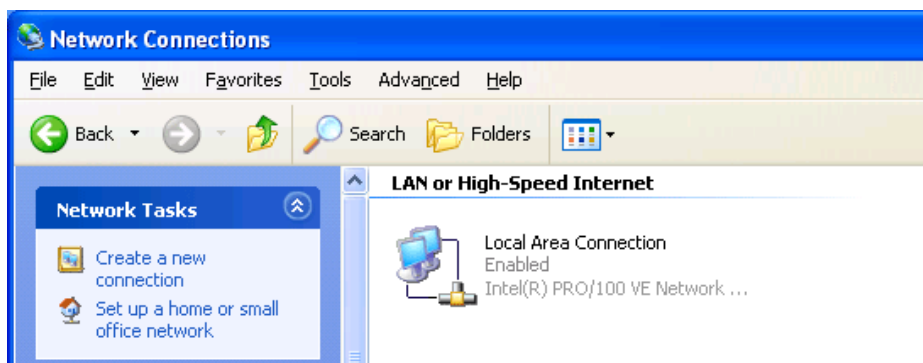 Network Connections
File Edit View Favorites Tools Advanced Help
Back Search Folders
Network Tasks
Create a new
connection
Set up a home or small
office network
LAN or High-Speed Internet
Local Area Connection
Enabled
Intel(R) PRO/100 VE Network ...